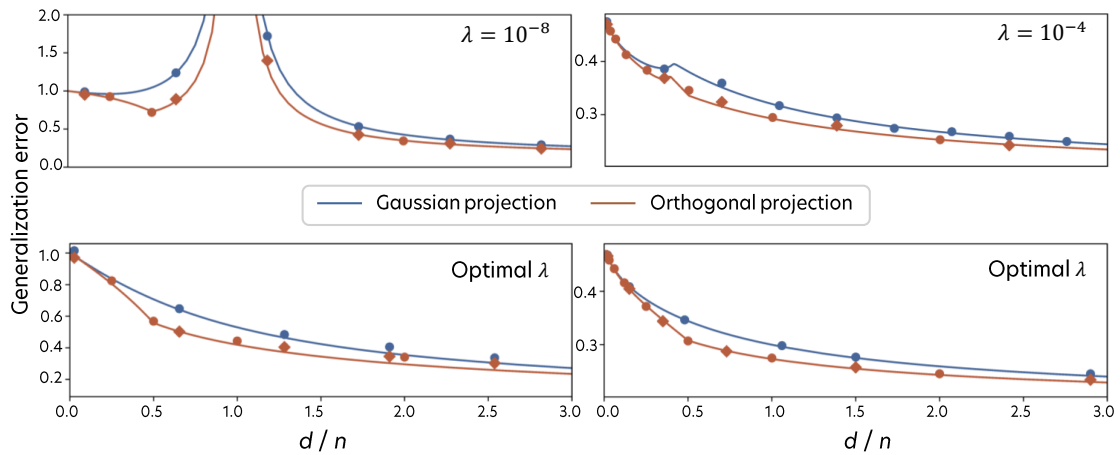 Generalization error
2.0
1.5
1.0
0.5
0.0
λ = 10⁻⁸
0.4
0.3
λ = 10⁻⁴
Gaussian projection
Orthogonal projection
1.0
0.8
0.6
0.4
0.2
Optimal λ
0.0 0.5 1.0 1.5 2.0 2.5 3.0
d / n
0.4
0.3
Optimal λ
0.0 0.5 1.0 1.5 2.0 2.5 3.0
d / n